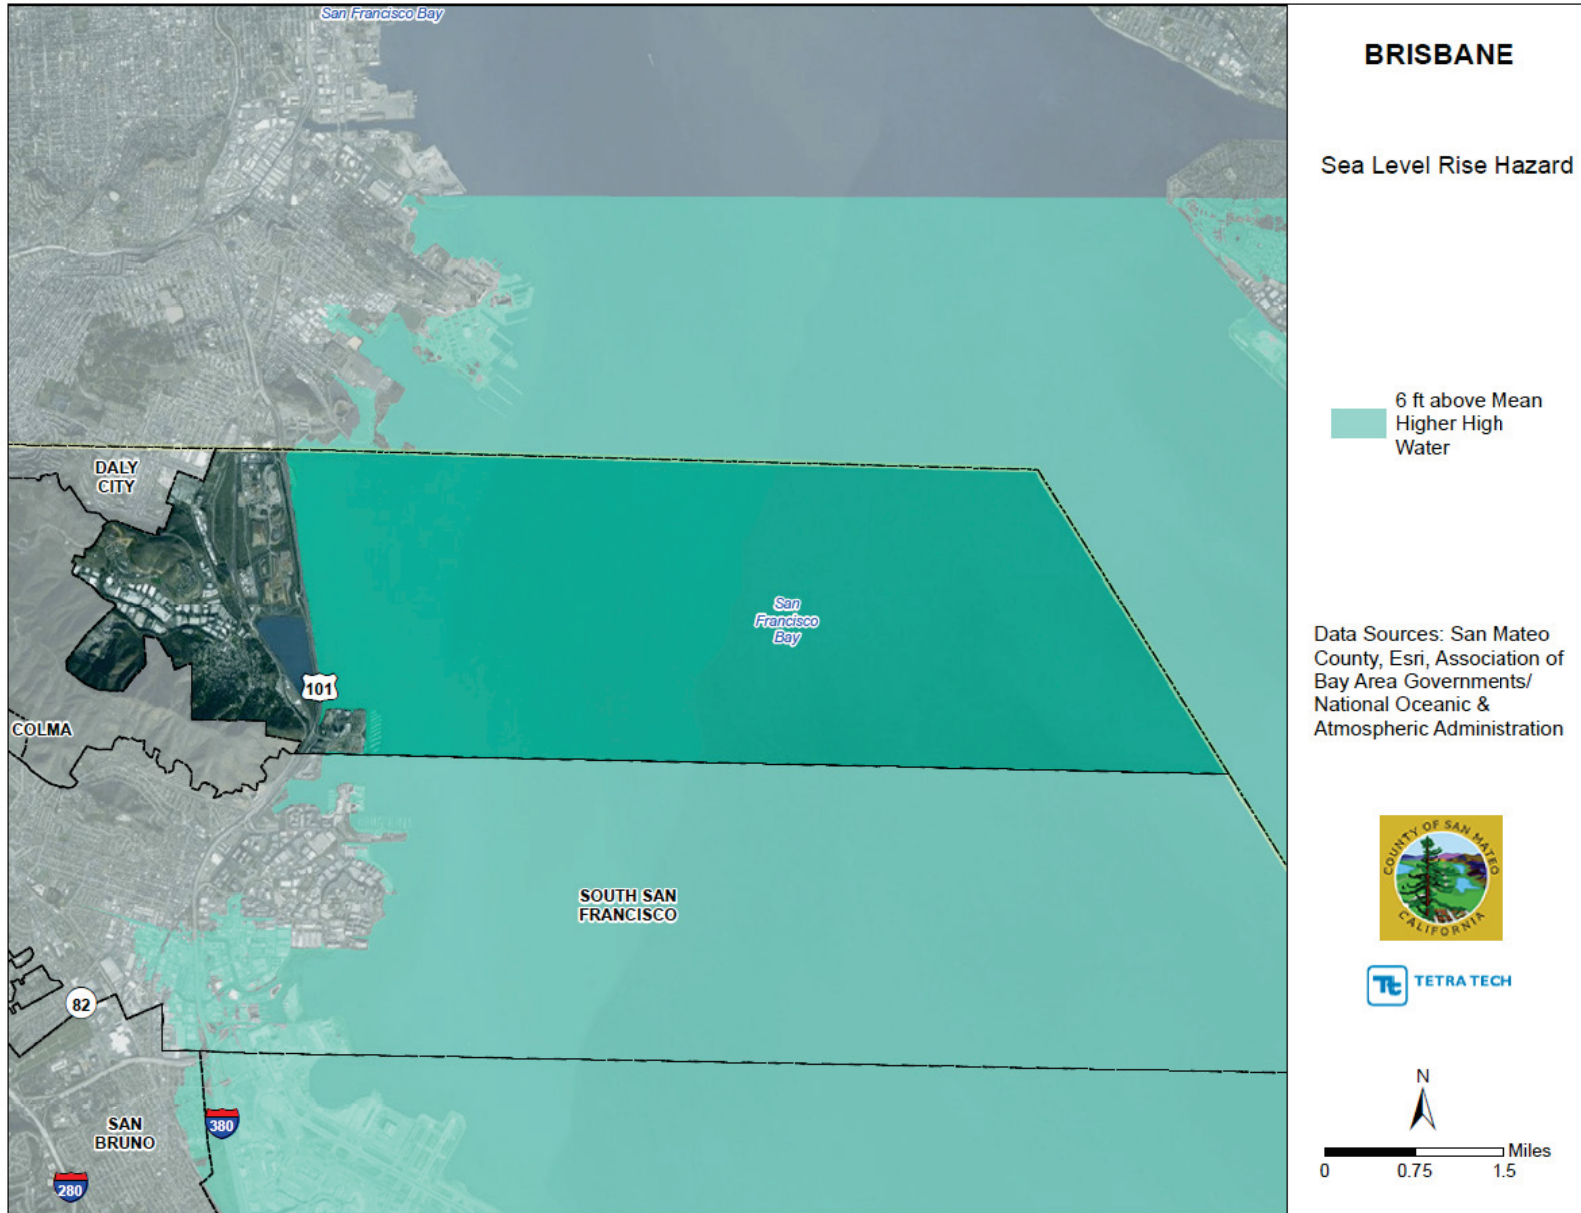 San Francisco Bay
BRISBANE
Sea Level Rise Hazard
6 ft above Mean
Higher High
Water
DALY
CITY
San
Francisco
Bay
Data Sources: San Mateo
County, Esri, Association of
Bay Area Governments/
National Oceanic &
Atmospheric Administration
101
COLMA
COUNTY OF SAN MATEO
CALIFORNIA
SOUTH SAN
FRANCISCO
Tt TETRA TECH
82
N
SAN
BRUNO
380
280
Miles
0 0.75 1.5